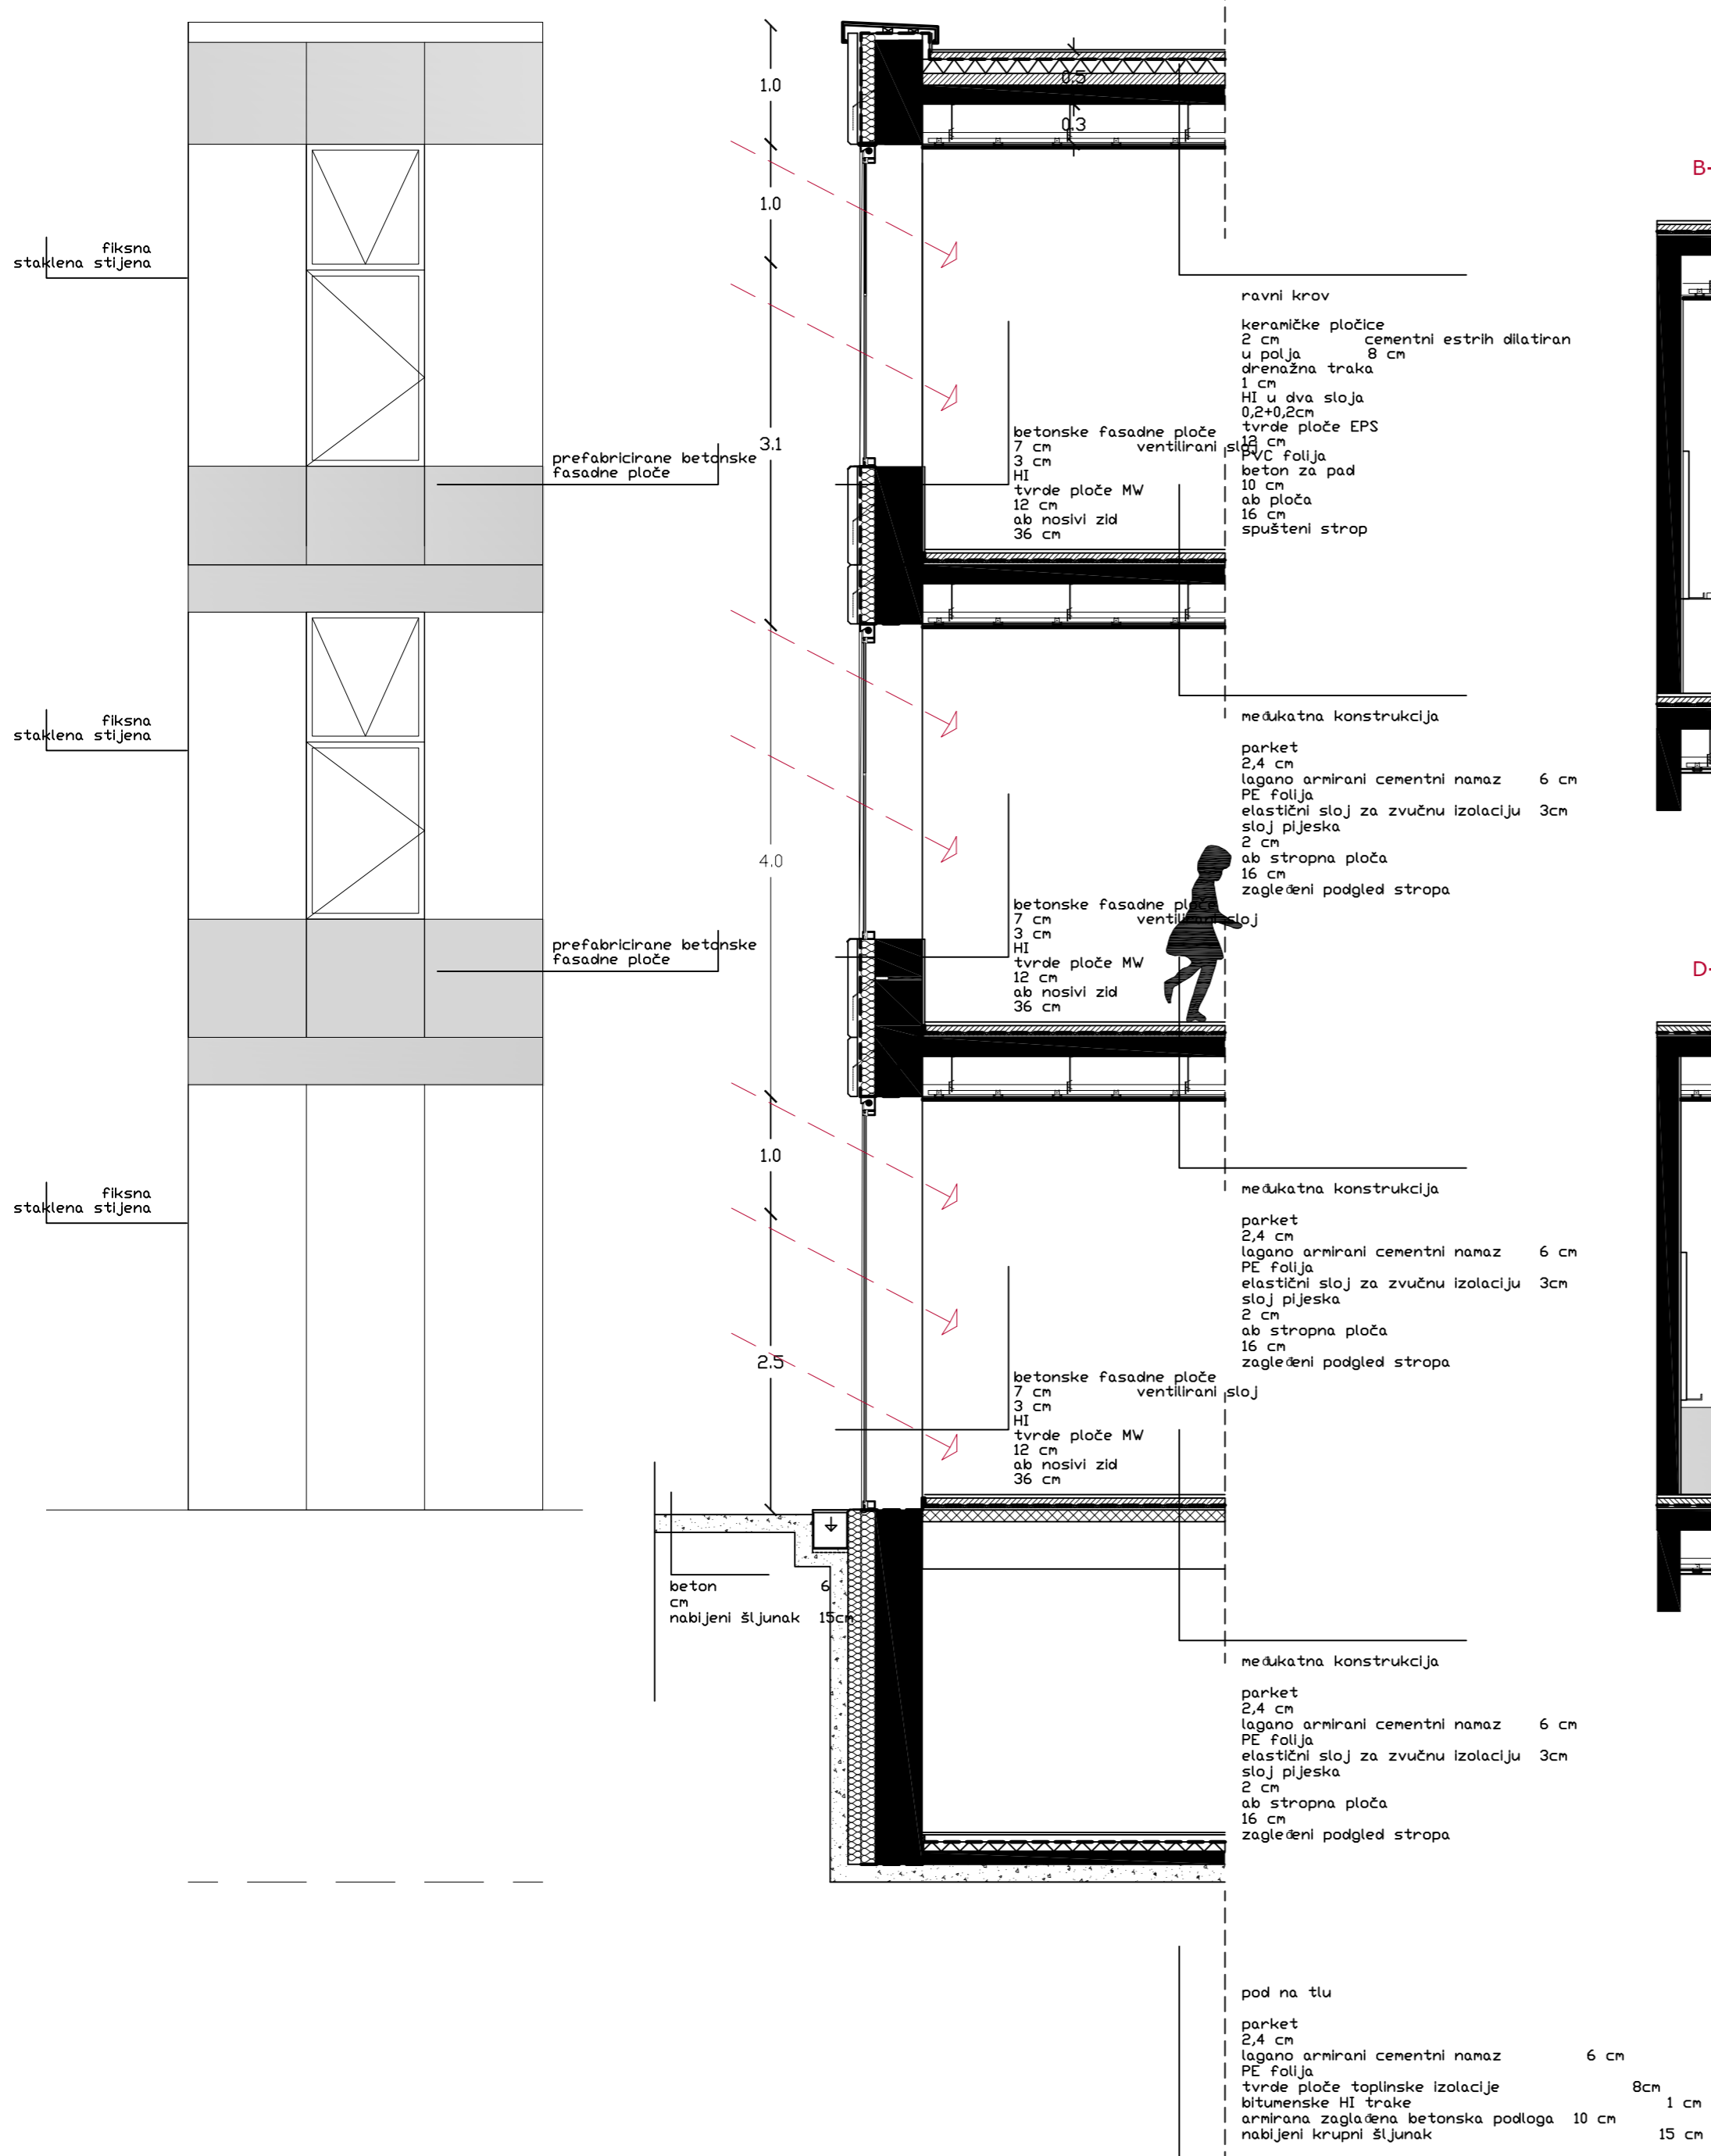 fiksna
staklena stijena
fiksna
staklena stijena
fiksna
staklena stijena
prefabricirane betonske
fasadne ploče
prefabricirane betonske
fasadne ploče
1.0
1.0
3.1
4.0
1.0
2.5
0.5
0.3
betonske fasadne ploče
7 cm ventilirani sloj
3 cm
HI
tvrde ploče MW
12 cm
ab nosivi zid
36 cm
betonske fasadne ploče
7 cm ventilirani sloj
3 cm
HI
tvrde ploče MW
12 cm
ab nosivi zid
36 cm
betonske fasadne ploče
7 cm ventilirani sloj
3 cm
HI
tvrde ploče MW
12 cm
ab nosivi zid
36 cm
beton 6
cm
nabijeni šljunak 15cm
ravni krov
keramičke pločice
2 cm cementni estrih dilatiran
u polja 8 cm
drenažna traka
1 cm
HI u dva sloja
0,2+0,2cm
tvrde ploče EPS
12 cm
PVC folija
beton za pad
10 cm
ab ploča
16 cm
spušteni strop
međukatna konstrukcija
parket
2,4 cm
lagano armirani cementni namaz 6 cm
PE folija
elastični sloj za zvučnu izolaciju 3cm
sloj pijeska
2 cm
ab stropna ploča
16 cm
zaglađeni podgled stropa
međukatna konstrukcija
parket
2,4 cm
lagano armirani cementni namaz 6 cm
PE folija
elastični sloj za zvučnu izolaciju 3cm
sloj pijeska
2 cm
ab stropna ploča
16 cm
zaglađeni podgled stropa
međukatna konstrukcija
parket
2,4 cm
lagano armirani cementni namaz 6 cm
PE folija
elastični sloj za zvučnu izolaciju 3cm
sloj pijeska
2 cm
ab stropna ploča
16 cm
zaglađeni podgled stropa
pod na tlu
parket
2,4 cm
lagano armirani cementni namaz 6 cm
PE folija
tvrde ploče toplinske izolacije 8cm
bitumenske HI trake 1 cm
armirana zaglađena betonska podloga 10 cm
nabijeni krupni šljunak 15 cm
B-
D-